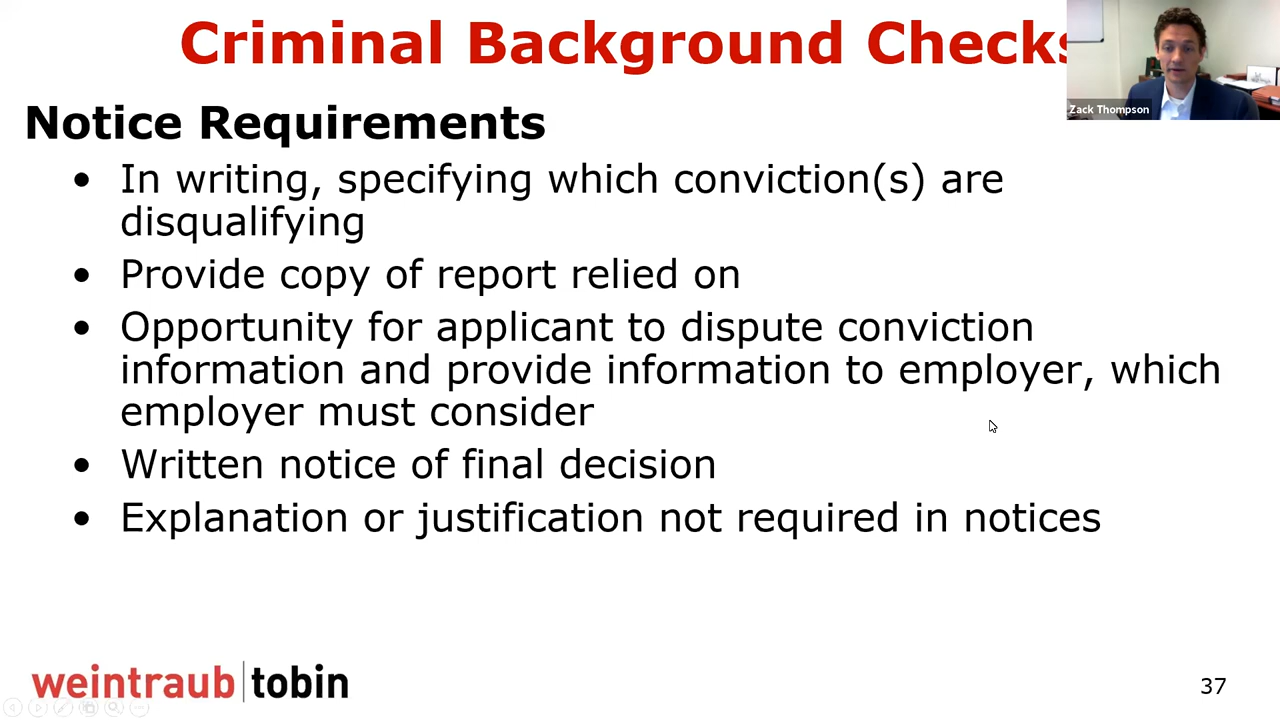 Criminal Background Checks
Zack Thompson
Notice Requirements
• In writing, specifying which conviction(s) are
disqualifying
• Provide copy of report relied on
• Opportunity for applicant to dispute conviction
information and provide information to employer, which
employer must consider
• Written notice of final decision
• Explanation or justification not required in notices
weintraub tobin
37